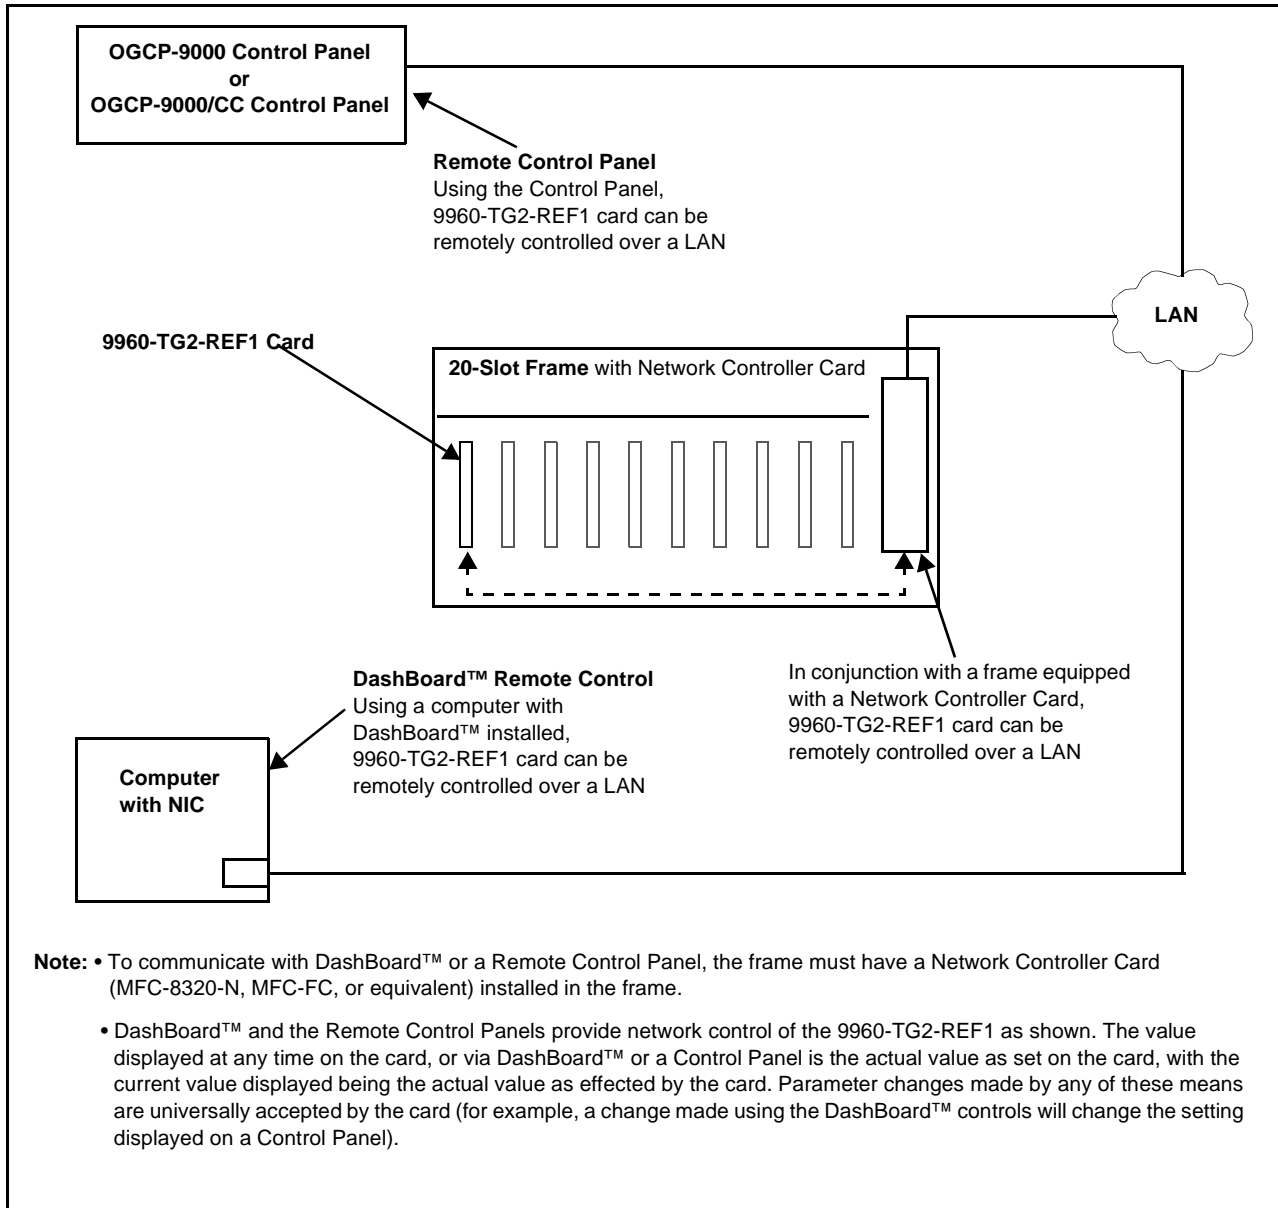 OGCP-9000 Control Panel
or
OGCP-9000/CC Control Panel
Remote Control Panel
Using the Control Panel,
9960-TG2-REF1 card can be
remotely controlled over a LAN
LAN
9960-TG2-REF1 Card
20-Slot Frame with Network Controller Card
DashBoard™ Remote Control
Using a computer with
DashBoard™ installed,
9960-TG2-REF1 card can be
remotely controlled over a LAN
In conjunction with a frame equipped
with a Network Controller Card,
9960-TG2-REF1 card can be
remotely controlled over a LAN
Computer
with NIC
Note: • To communicate with DashBoard™ or a Remote Control Panel, the frame must have a Network Controller Card
(MFC-8320-N, MFC-FC, or equivalent) installed in the frame.
• DashBoard™ and the Remote Control Panels provide network control of the 9960-TG2-REF1 as shown. The value
displayed at any time on the card, or via DashBoard™ or a Control Panel is the actual value as set on the card, with the
current value displayed being the actual value as effected by the card. Parameter changes made by any of these means
are universally accepted by the card (for example, a change made using the DashBoard™ controls will change the setting
displayed on a Control Panel).